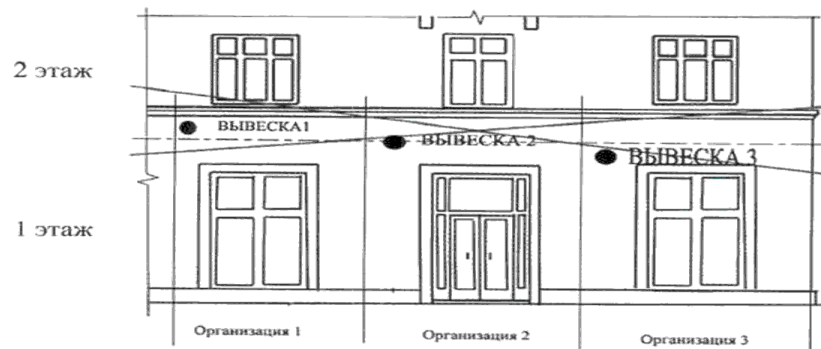 2 этаж
ВЫВЕСКА1
ВЫВЕСКА 2
ВЫВЕСКА 3
1 этаж
Организация 1
Организация 2
Организация 3